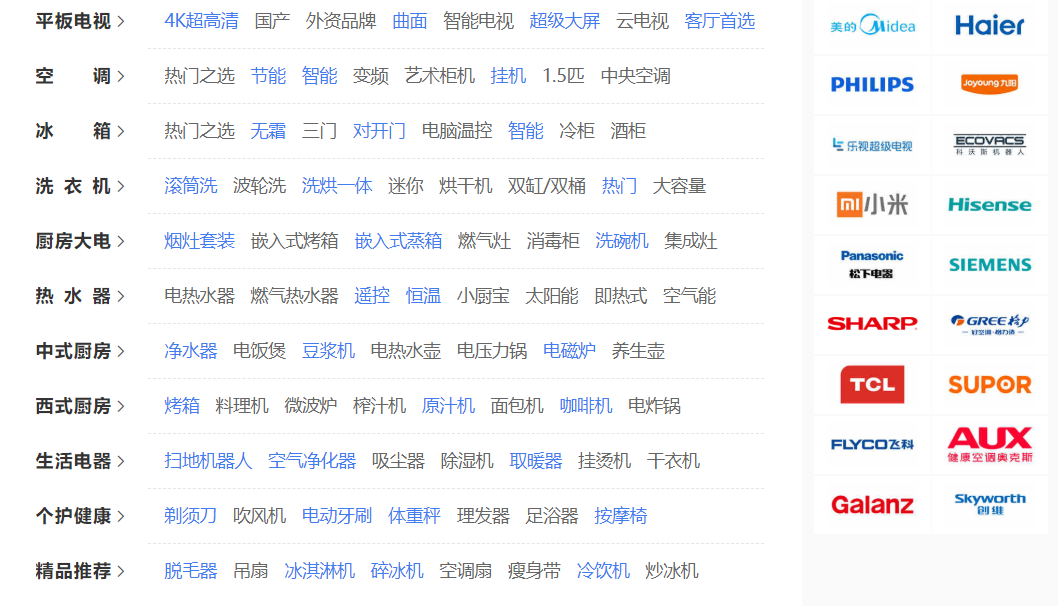 平板电视 > 4K超高清 国产 外资品牌 曲面 智能电视 超级大屏 云电视 客厅首选
空 调 > 热门之选 节能 智能 变频 艺术柜机 挂机 1.5匹 中央空调
冰 箱 > 热门之选 无霜 三门 对开门 电脑温控 智能 冷柜 酒柜
洗 衣 机 > 滚筒洗 波轮洗 洗烘一体 迷你 烘干机 双缸/双桶 热门 大容量
厨房大电 > 烟灶套装 嵌入式烤箱 嵌入式蒸箱 燃气灶 消毒柜 洗碗机 集成灶
热 水 器 > 电热水器 燃气热水器 遥控 恒温 小厨宝 太阳能 即热式 空气能
中式厨房 > 净水器 电饭煲 豆浆机 电热水壶 电压力锅 电磁炉 养生壶
西式厨房 > 烤箱 料理机 微波炉 榨汁机 原汁机 面包机 咖啡机 电炸锅
生活电器 > 扫地机器人 空气净化器 吸尘器 除湿机 取暖器 挂烫机 干衣机
个护健康 > 剃须刀 吹风机 电动牙刷 体重秤 理发器 足浴器 按摩椅
精品推荐 > 脱毛器 吊扇 冰淇淋机 碎冰机 空调扇 瘦身带 冷饮机 炒冰机
美的 Midea
Haier
PHILIPS
Joyoung 九阳
乐视超级电视
ECOVACS
科沃斯机器人
mi 小米
Hisense
Panasonic
松下电器
SIEMENS
SHARP
GREE 格力
好空调·格力造
TCL
SUPOR
FLYCO飞科
AUX
健康空调奥克斯
Galanz
Skyworth
创维